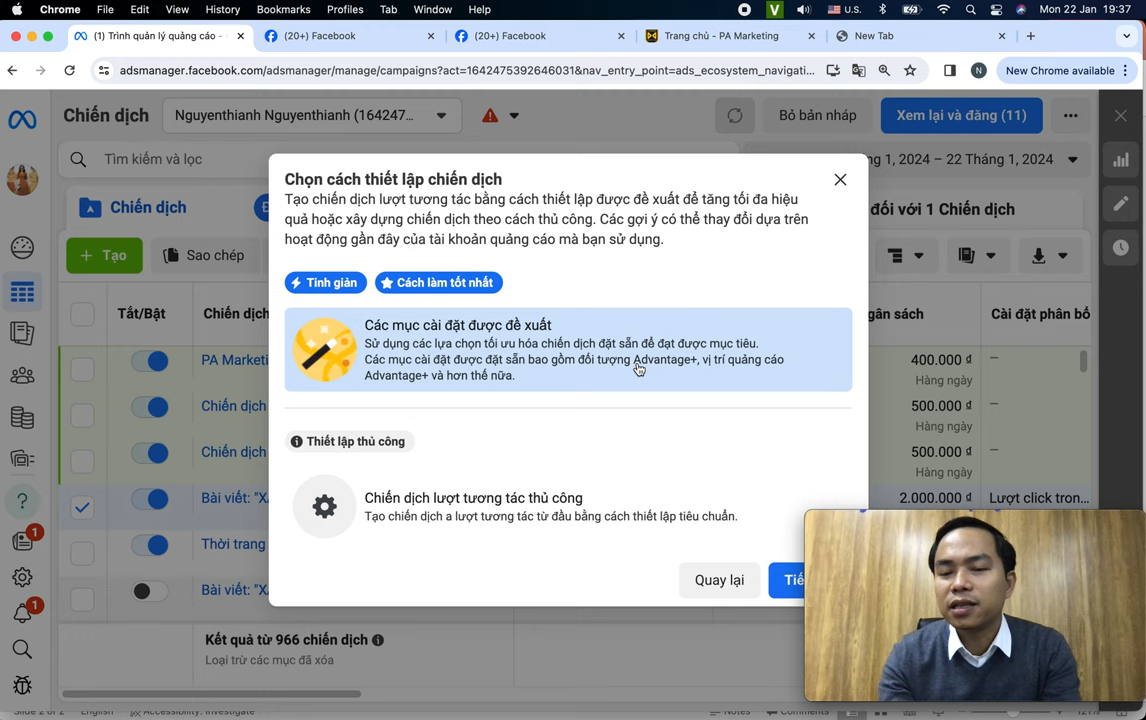 Chrome File Edit View History Bookmarks Profiles Tab Window Help V U.S. Mon 22 Jan 19:37
(1) Trình quản lý quảng cáo - (20+) Facebook (20+) Facebook Trang chủ - PA Marketing New Tab
adsmanager.facebook.com/adsmanager/manage/campaigns?act=1642475392646031&nav_entry_point=ads_ecosystem_navigati... N New Chrome available
Chiến dịch Nguyenthianh Nguyenthianh (164247... Bỏ bản nháp Xem lại và đăng (11)
Tìm kiếm và lọc
1, 2024 – 22 Tháng 1, 2024
Chiến dịch
đối với 1 Chiến dịch
+ Tạo Sao chép
Tắt/Bật Chiến dịch
gân sách Cài đặt phân bổ
PA Marketi 400.000 ₫ —
Hàng ngày
Chiến dịch 500.000 ₫ —
Hàng ngày
Chiến dịch 500.000 ₫ —
Hàng ngày
Bài viết: "X 2.000.000 ₫ Lượt click tron...
Thời trang
Bài viết: "X
Kết quả từ 966 chiến dịch
Loại trừ các mục đã xóa
1
1
Chọn cách thiết lập chiến dịch
Tạo chiến dịch lượt tương tác bằng cách thiết lập được đề xuất để tăng tối đa hiệu
quả hoặc xây dựng chiến dịch theo cách thủ công. Các gợi ý có thể thay đổi dựa trên
hoạt động gần đây của tài khoản quảng cáo mà bạn sử dụng.
Tinh giản Cách làm tốt nhất
Các mục cài đặt được đề xuất
Sử dụng các lựa chọn tối ưu hóa chiến dịch đặt sẵn để đạt được mục tiêu.
Các mục cài đặt được đặt sẵn bao gồm đối tượng Advantage+, vị trí quảng cáo
Advantage+ và hơn thế nữa.
Thiết lập thủ công
Chiến dịch lượt tương tác thủ công
Tạo chiến dịch a lượt tương tác từ đầu bằng cách thiết lập tiêu chuẩn.
Quay lại Tiế
Slide 2 of 2 English Accessibility: Investigate Notes Comments 121%